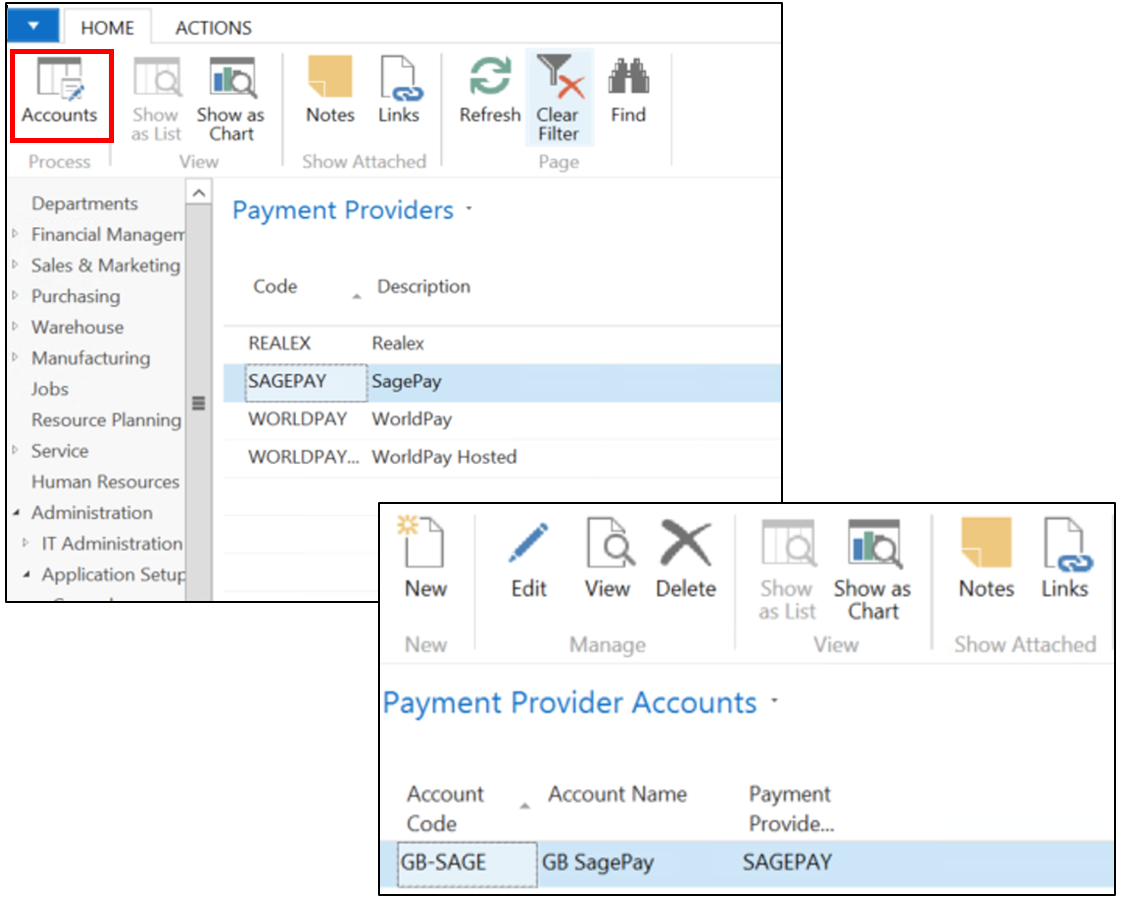 HOME ACTIONS
Accounts
Show as List
Show as Chart
Notes
Links
Refresh
Clear Filter
Find
Process View Show Attached Page
Departments
Financial Managem
Sales & Marketing
Purchasing
Warehouse
Manufacturing
Jobs
Resource Planning
Service
Human Resources
Administration
IT Administration
Application Setup
Payment Providers
Code Description
REALEX Realex
SAGEPAY SagePay
WORLDPAY WorldPay
WORLDPAY... WorldPay Hosted
New
Edit
View
Delete
Show as List
Show as Chart
Notes
Links
New Manage View Show Attached
Payment Provider Accounts
Account Code
Account Name
Payment Provide...
GB-SAGE GB SagePay SAGEPAY